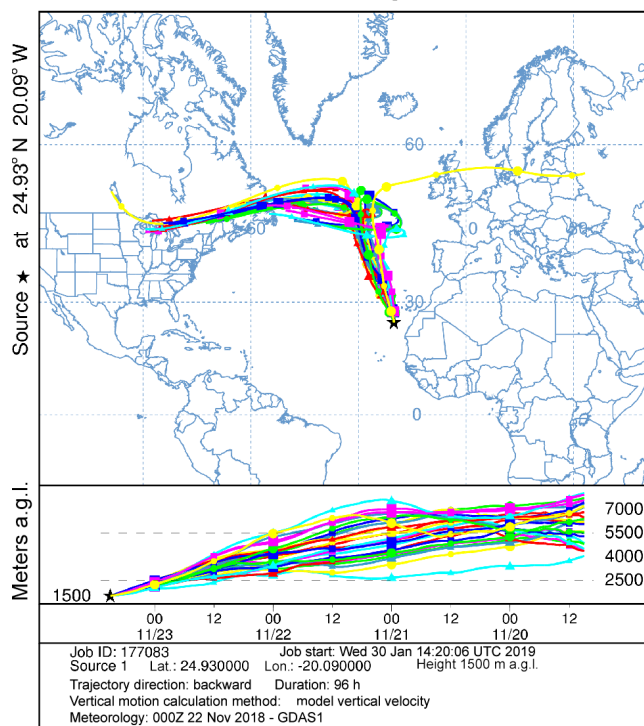 Source ★ at 24.93° N 20.09° W
60
30
0
Meters a.g.l.
7000
5500
4000
2500
1500
00 12 00 12 00 12 00 12
11/23 11/22 11/21 11/20
Job ID: 177083 Job start: Wed 30 Jan 14:20:06 UTC 2019
Source 1 Lat.: 24.930000 Lon.: -20.090000 Height 1500 m a.g.l.
Trajectory direction: backward Duration: 96 h
Vertical motion calculation method: model vertical velocity
Meteorology: 000Z 22 Nov 2018 - GDAS1